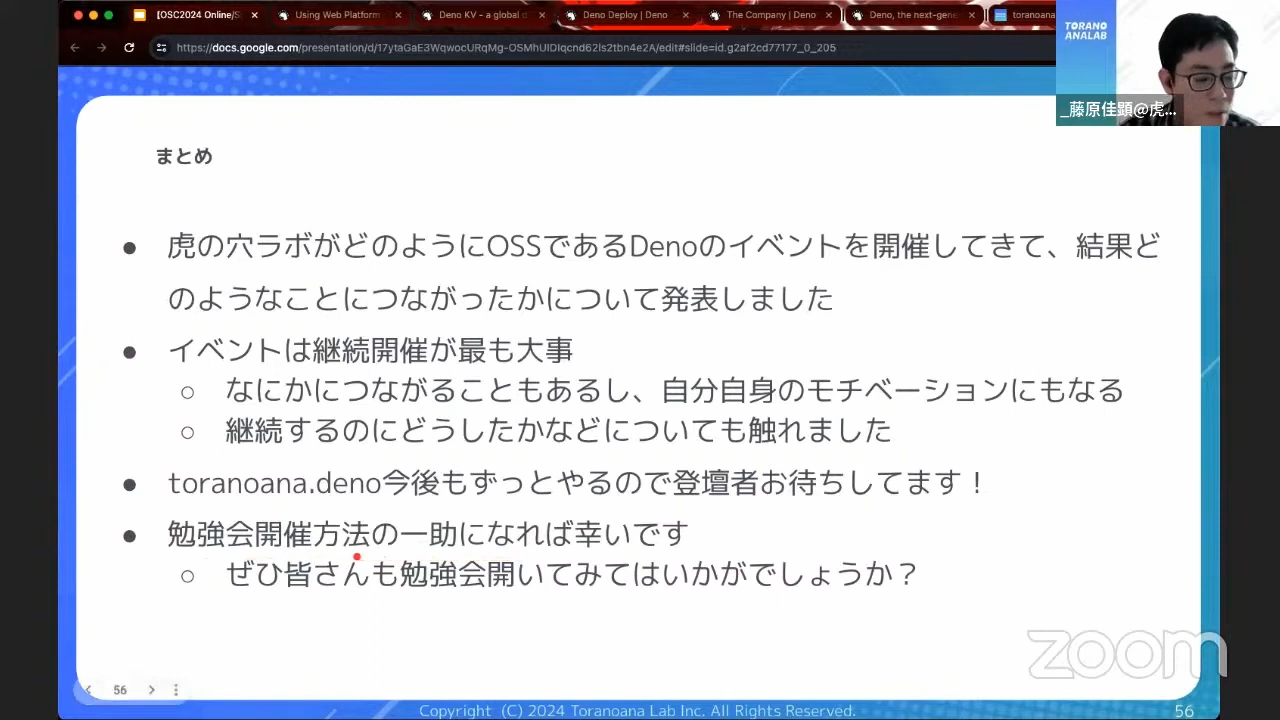 [OSC2024 Online/S
Using Web Platform
Deno KV - a global d
Deno Deploy | Deno
The Company | Deno
Deno, the next-gene
toranoana
https://docs.google.com/presentation/d/17ytaGaE3WqwocURqMg-OSMhUIDIqcnd62ls2tbn4e2A/edit#slide=id.g2af2cd77177_0_205
TORANO
ANALAB
_藤原佳顕@虎...
まとめ
● 虎の穴ラボがどのようにOSSであるDenoのイベントを開催してきて、結果ど
のようなことにつながったかについて発表しました
● イベントは継続開催が最も大事
○ なにかにつながることもあるし、自分自身のモチベーションにもなる
○ 継続するのにどうしたかなどについても触れました
● toranoana.deno今後もずっとやるので登壇者お待ちしてます！
● 勉強会開催方法の一助になれば幸いです
○ ぜひ皆さんも勉強会開いてみてはいかがでしょうか？
zoom
56
Copyright (C) 2024 Toranoana Lab Inc. All Rights Reserved.
56